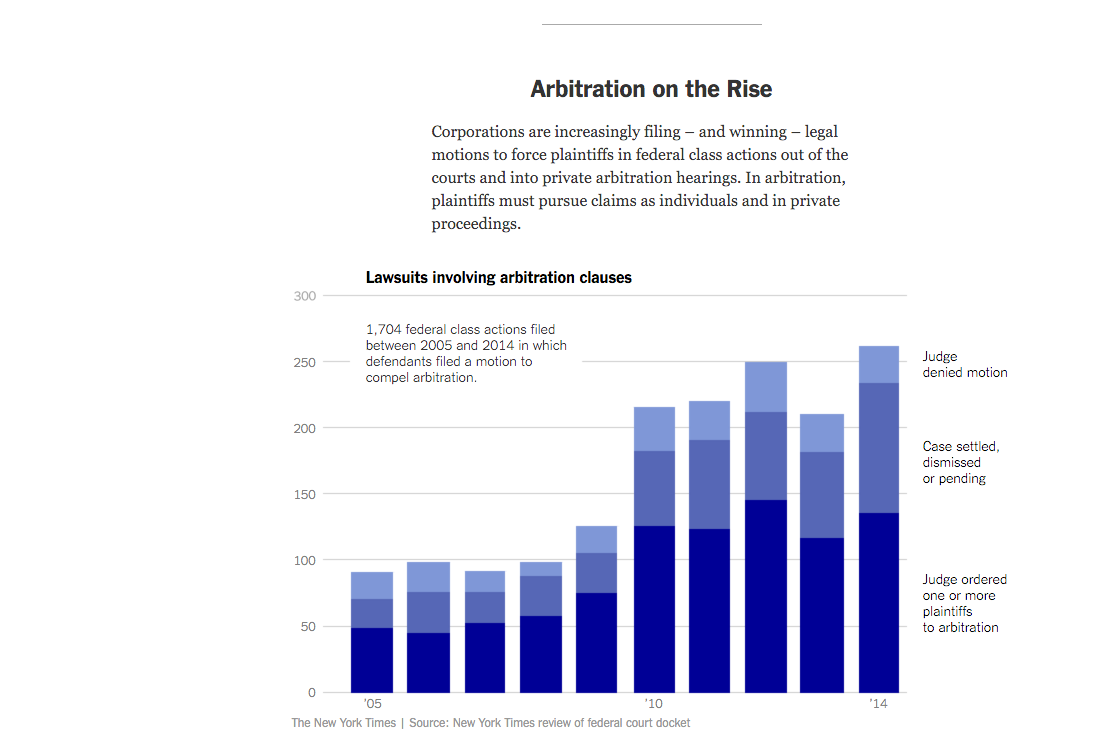 Arbitration on the Rise
Corporations are increasingly filing – and winning – legal
motions to force plaintiffs in federal class actions out of the
courts and into private arbitration hearings. In arbitration,
plaintiffs must pursue claims as individuals and in private
proceedings.
Lawsuits involving arbitration clauses
300
1,704 federal class actions filed
between 2005 and 2014 in which
defendants filed a motion to
compel arbitration.
250
200
150
100
50
0
Judge
denied motion
Case settled,
dismissed
or pending
Judge ordered
one or more
plaintiffs
to arbitration
'05
'10
'14
The New York Times | Source: New York Times review of federal court docket